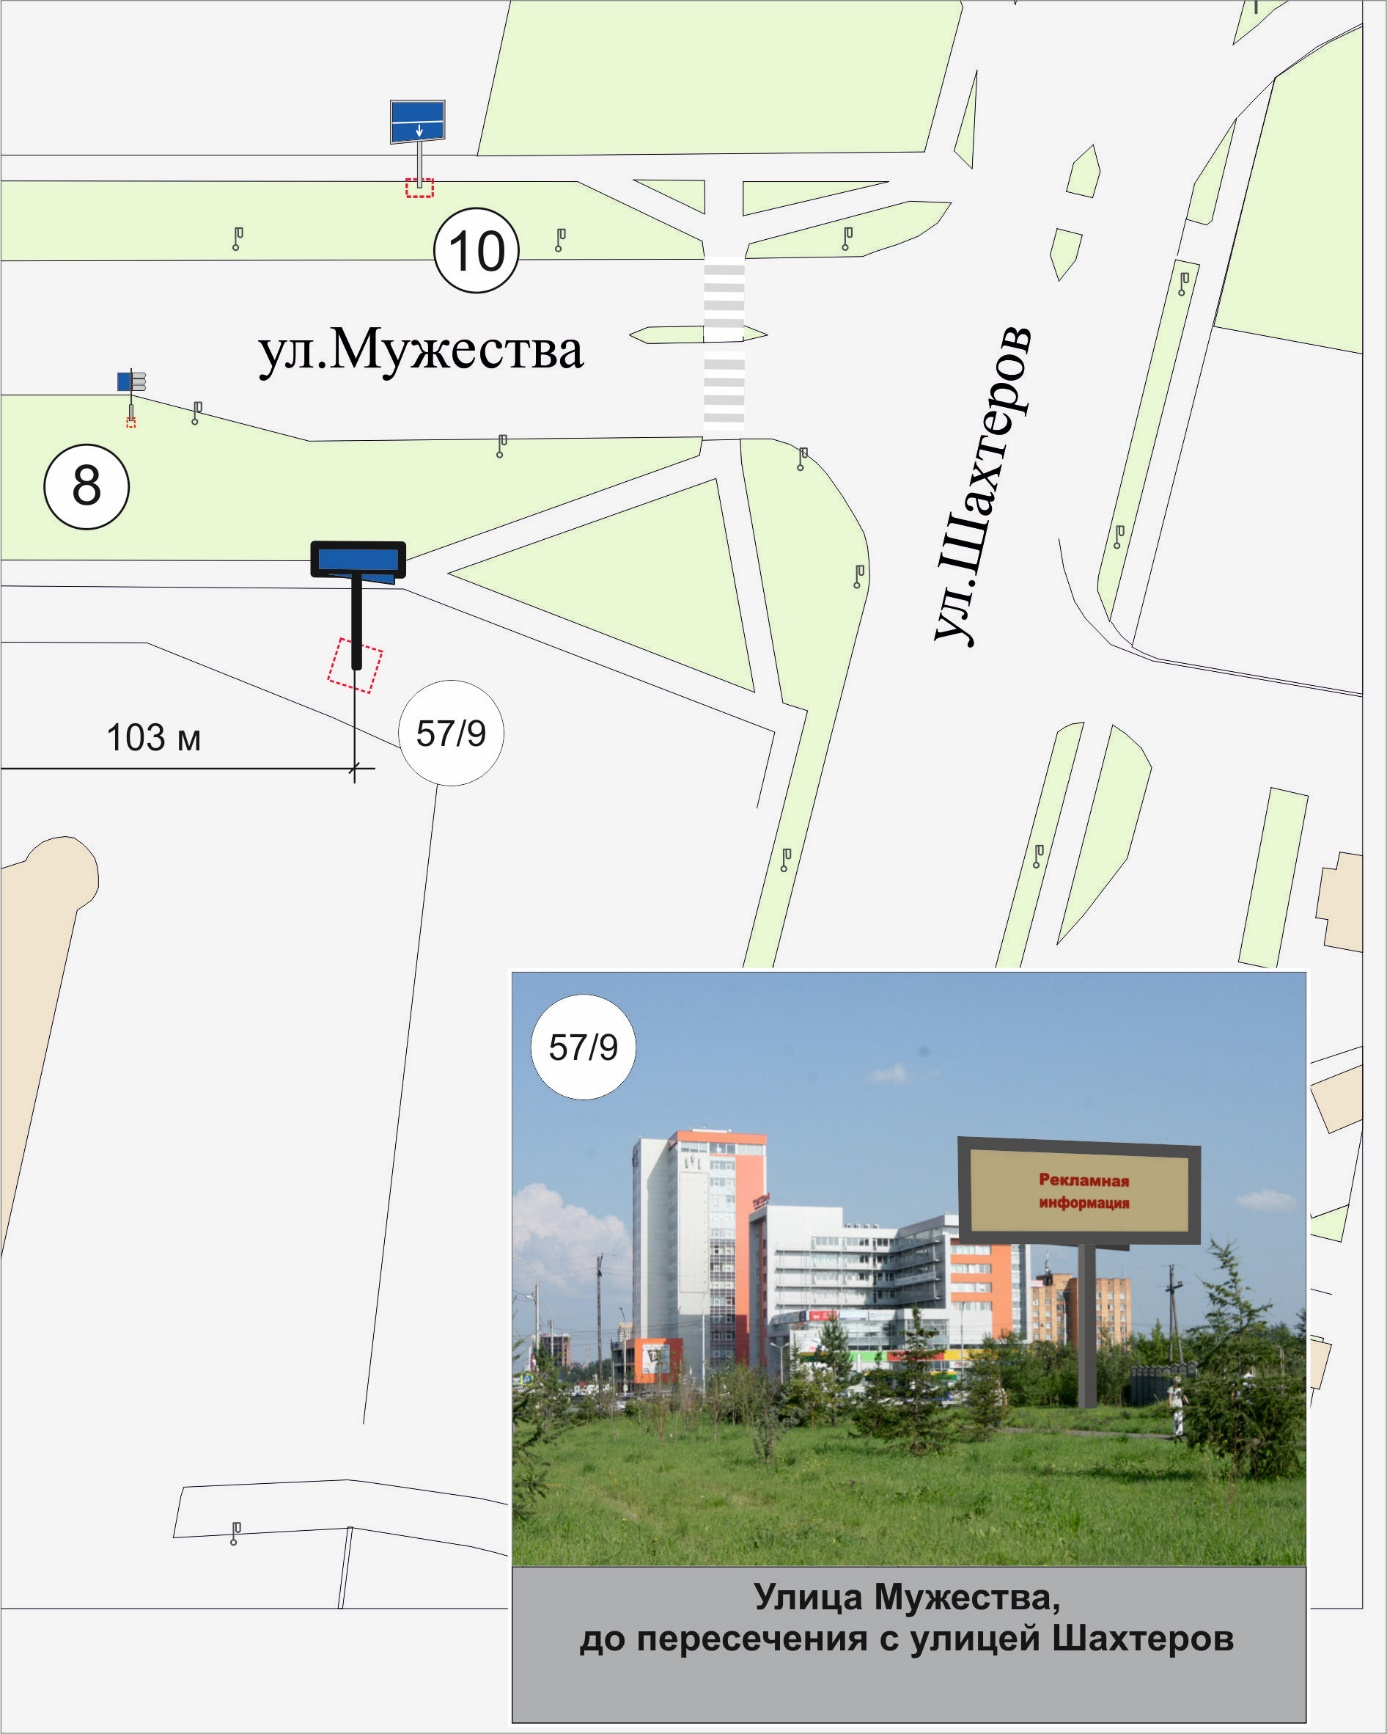 10
ул.Мужества
ул.Шахтеров
8
57/9
103 м
57/9
Рекламная
информация
Улица Мужества,
до пересечения с улицей Шахтеров